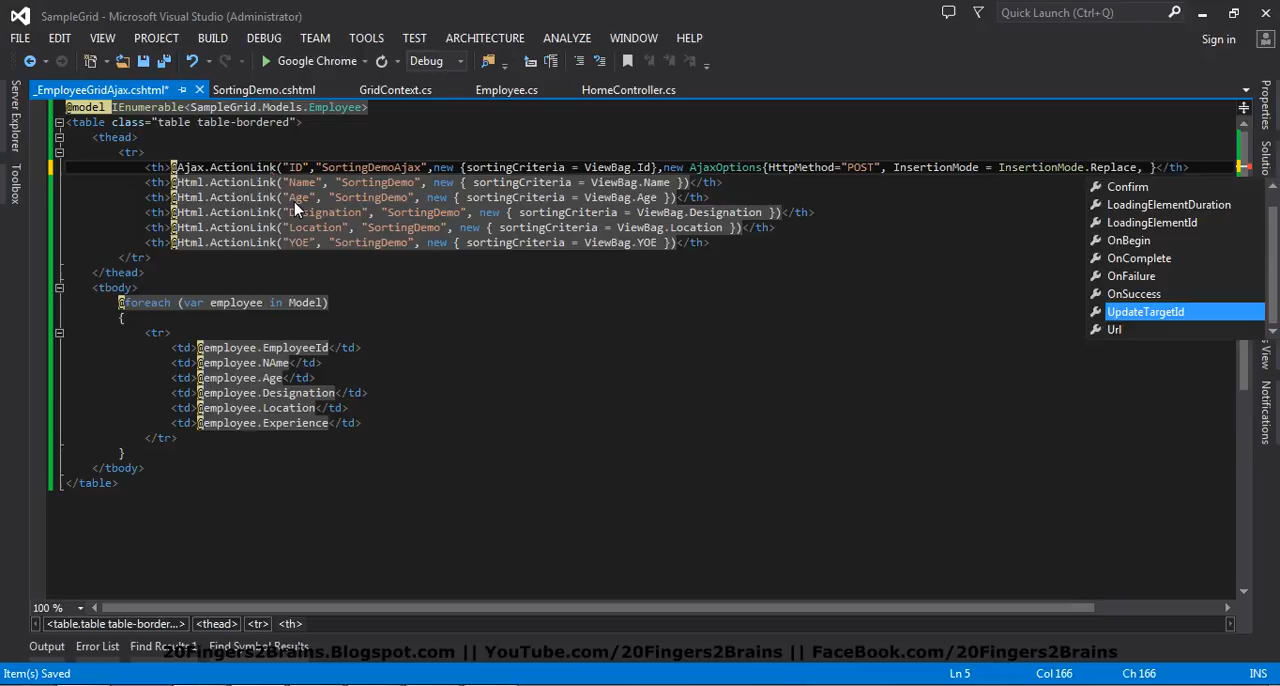 SampleGrid - Microsoft Visual Studio (Administrator)
Quick Launch (Ctrl+Q)
FILE EDIT VIEW PROJECT BUILD DEBUG TEAM TOOLS TEST ARCHITECTURE ANALYZE WINDOW HELP
Sign in
Google Chrome Debug
_EmployeeGridAjax.cshtml* SortingDemo.cshtml GridContext.cs Employee.cs HomeController.cs
Server Explorer
Toolbox
Properties
Notifications
@model IEnumerable<SampleGrid.Models.Employee>
<table class="table table-bordered">
<thead>
<tr>
<th>@Ajax.ActionLink("ID","SortingDemoAjax",new {sortingCriteria = ViewBag.Id},new AjaxOptions{HttpMethod="POST", InsertionMode = InsertionMode.Replace, }</th>
<th>@Html.ActionLink("Name", "SortingDemo", new { sortingCriteria = ViewBag.Name })</th>
<th>@Html.ActionLink("Age", "SortingDemo", new { sortingCriteria = ViewBag.Age })</th>
<th>@Html.ActionLink("Designation", "SortingDemo", new { sortingCriteria = ViewBag.Designation })</th>
<th>@Html.ActionLink("Location", "SortingDemo", new { sortingCriteria = ViewBag.Location })</th>
<th>@Html.ActionLink("YOE", "SortingDemo", new { sortingCriteria = ViewBag.YOE })</th>
</tr>
</thead>
<tbody>
@foreach (var employee in Model)
{
<tr>
<td>@employee.EmployeeId</td>
<td>@employee.NAme</td>
<td>@employee.Age</td>
<td>@employee.Designation</td>
<td>@employee.Location</td>
<td>@employee.Experience</td>
</tr>
}
</tbody>
</table>
Confirm
LoadingElementDuration
LoadingElementId
OnBegin
OnComplete
OnFailure
OnSuccess
UpdateTargetId
Url
100 %
<table.table table-border...> <thead> <tr> <th>
Output Error List Find Results 1 Find Symbol Results
20Fingers2Brains.Blogspot.com || YouTube.com/20Fingers2Brains || FaceBook.com/20Fingers2Brains
Item(s) Saved Ln 5 Col 166 Ch 166 INS